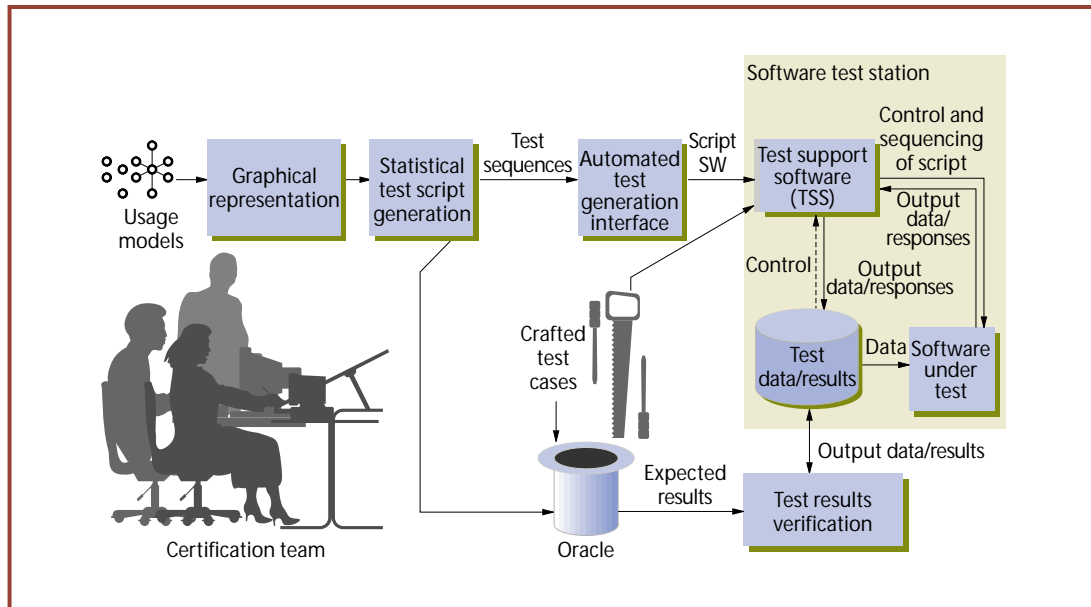 Software test station
Usage
models
Graphical
representation
Statistical
test script
generation
Test
sequences
Automated
test
generation
interface
Script
SW
Test support
software
(TSS)
Control and
sequencing
of script
Output
data/
responses
Control
Output
data/responses
Test
data/results
Data
Software
under
test
Crafted
test
cases
Output data/results
Expected
results
Test results
verification
Oracle
Certification team